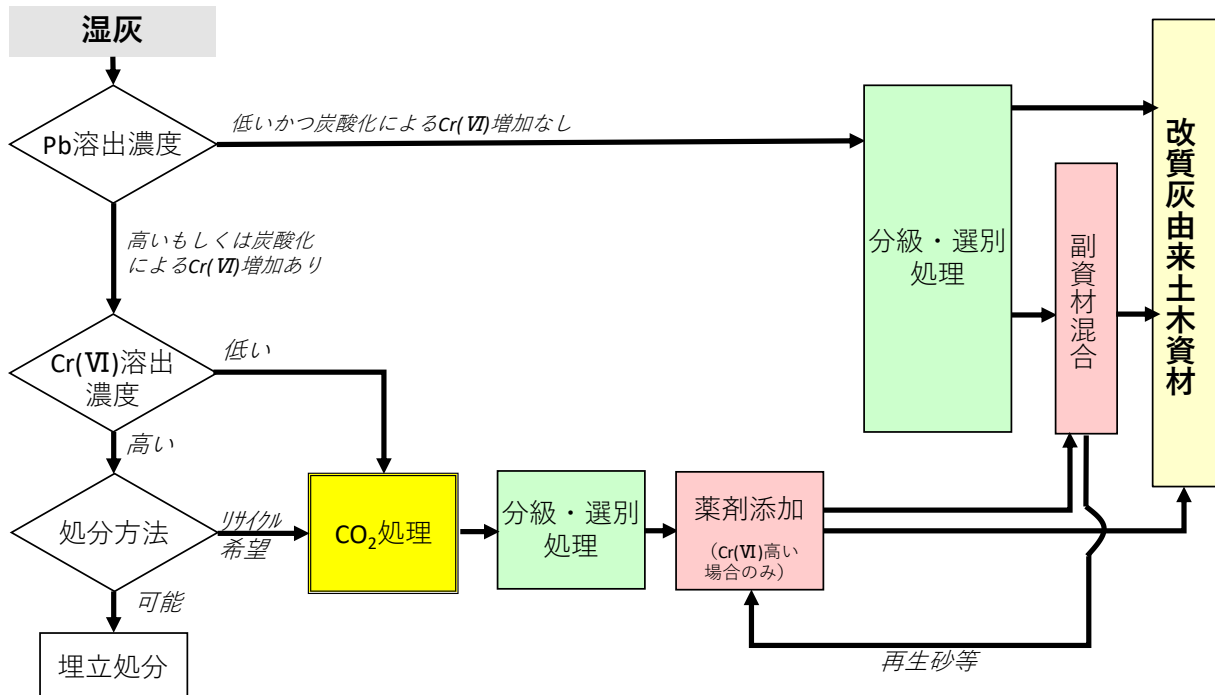 湿灰
Pb溶出濃度
低いかつ炭酸化によるCr(Ⅵ)増加なし
高いもしくは炭酸化
によるCr(Ⅵ)増加あり
分級・選別
処理
副資材混合
改質灰由来土木資材
Cr(Ⅵ)溶出
濃度
低い
高い
処分方法
ﾘｻｲｸﾙ
希望
CO₂処理
分級・選別
処理
薬剤添加
（Cr(Ⅵ)高い
場合のみ）
可能
埋立処分
再生砂等